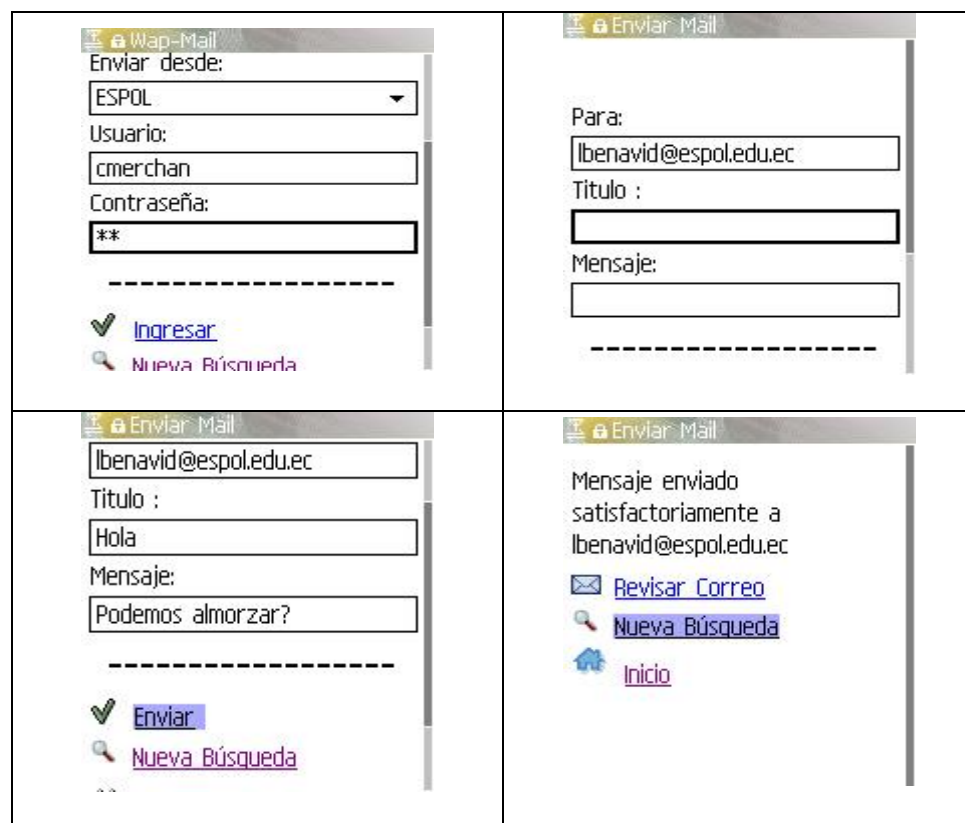 Wap-Mail
Enviar desde:
ESPOL
Usuario:
cmerchan
Contraseña:
**
-------------------
Ingresar
Nueva Búsqueda
Enviar Mail
Para:
lbenavid@espol.edu.ec
Titulo :
Mensaje:
-------------------
Enviar Mail
lbenavid@espol.edu.ec
Titulo :
Hola
Mensaje:
Podemos almorzar?
-------------------
Enviar
Nueva Búsqueda
Enviar Mail
Mensaje enviado
satisfactoriamente a
lbenavid@espol.edu.ec
Revisar Correo
Nueva Búsqueda
Inicio